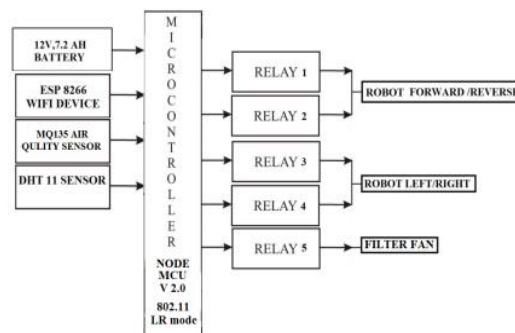 12V,7.2 AH
BATTERY
ESP 8266
WIFI DEVICE
MQ135 AIR
QULITY SENSOR
DHT 11 SENSOR
M
I
C
R
O
C
O
N
T
R
O
L
L
E
R
NODE
MCU
V 2.0
802.11
LR mode
RELAY 1
RELAY 2
RELAY 3
RELAY 4
RELAY 5
ROBOT FORWARD /REVERSE
ROBOT LEFT/RIGHT
FILTER FAN